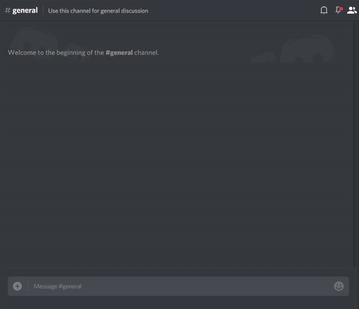 # general Use this channel for general discussion
Welcome to the beginning of the #general channel.
Message #general